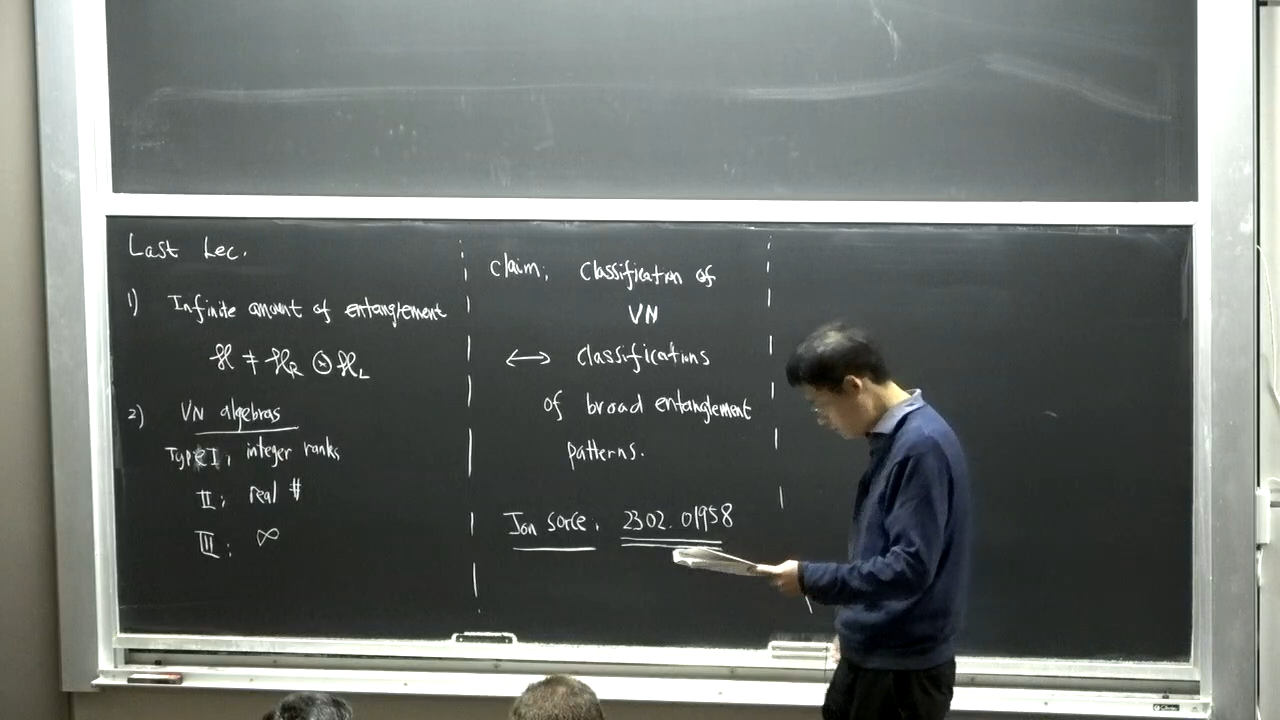 Last Lec.
1) Infinite amount of entanglement
ℋ ≠ ℋ_R ⊗ ℋ_L
2) VN algebras
Type I; integer ranks
II; real #
III; ∞
claim; Classification of
VN
↔ classifications
of broad entanglement
patterns.
Jon Sorce, 2302.01958